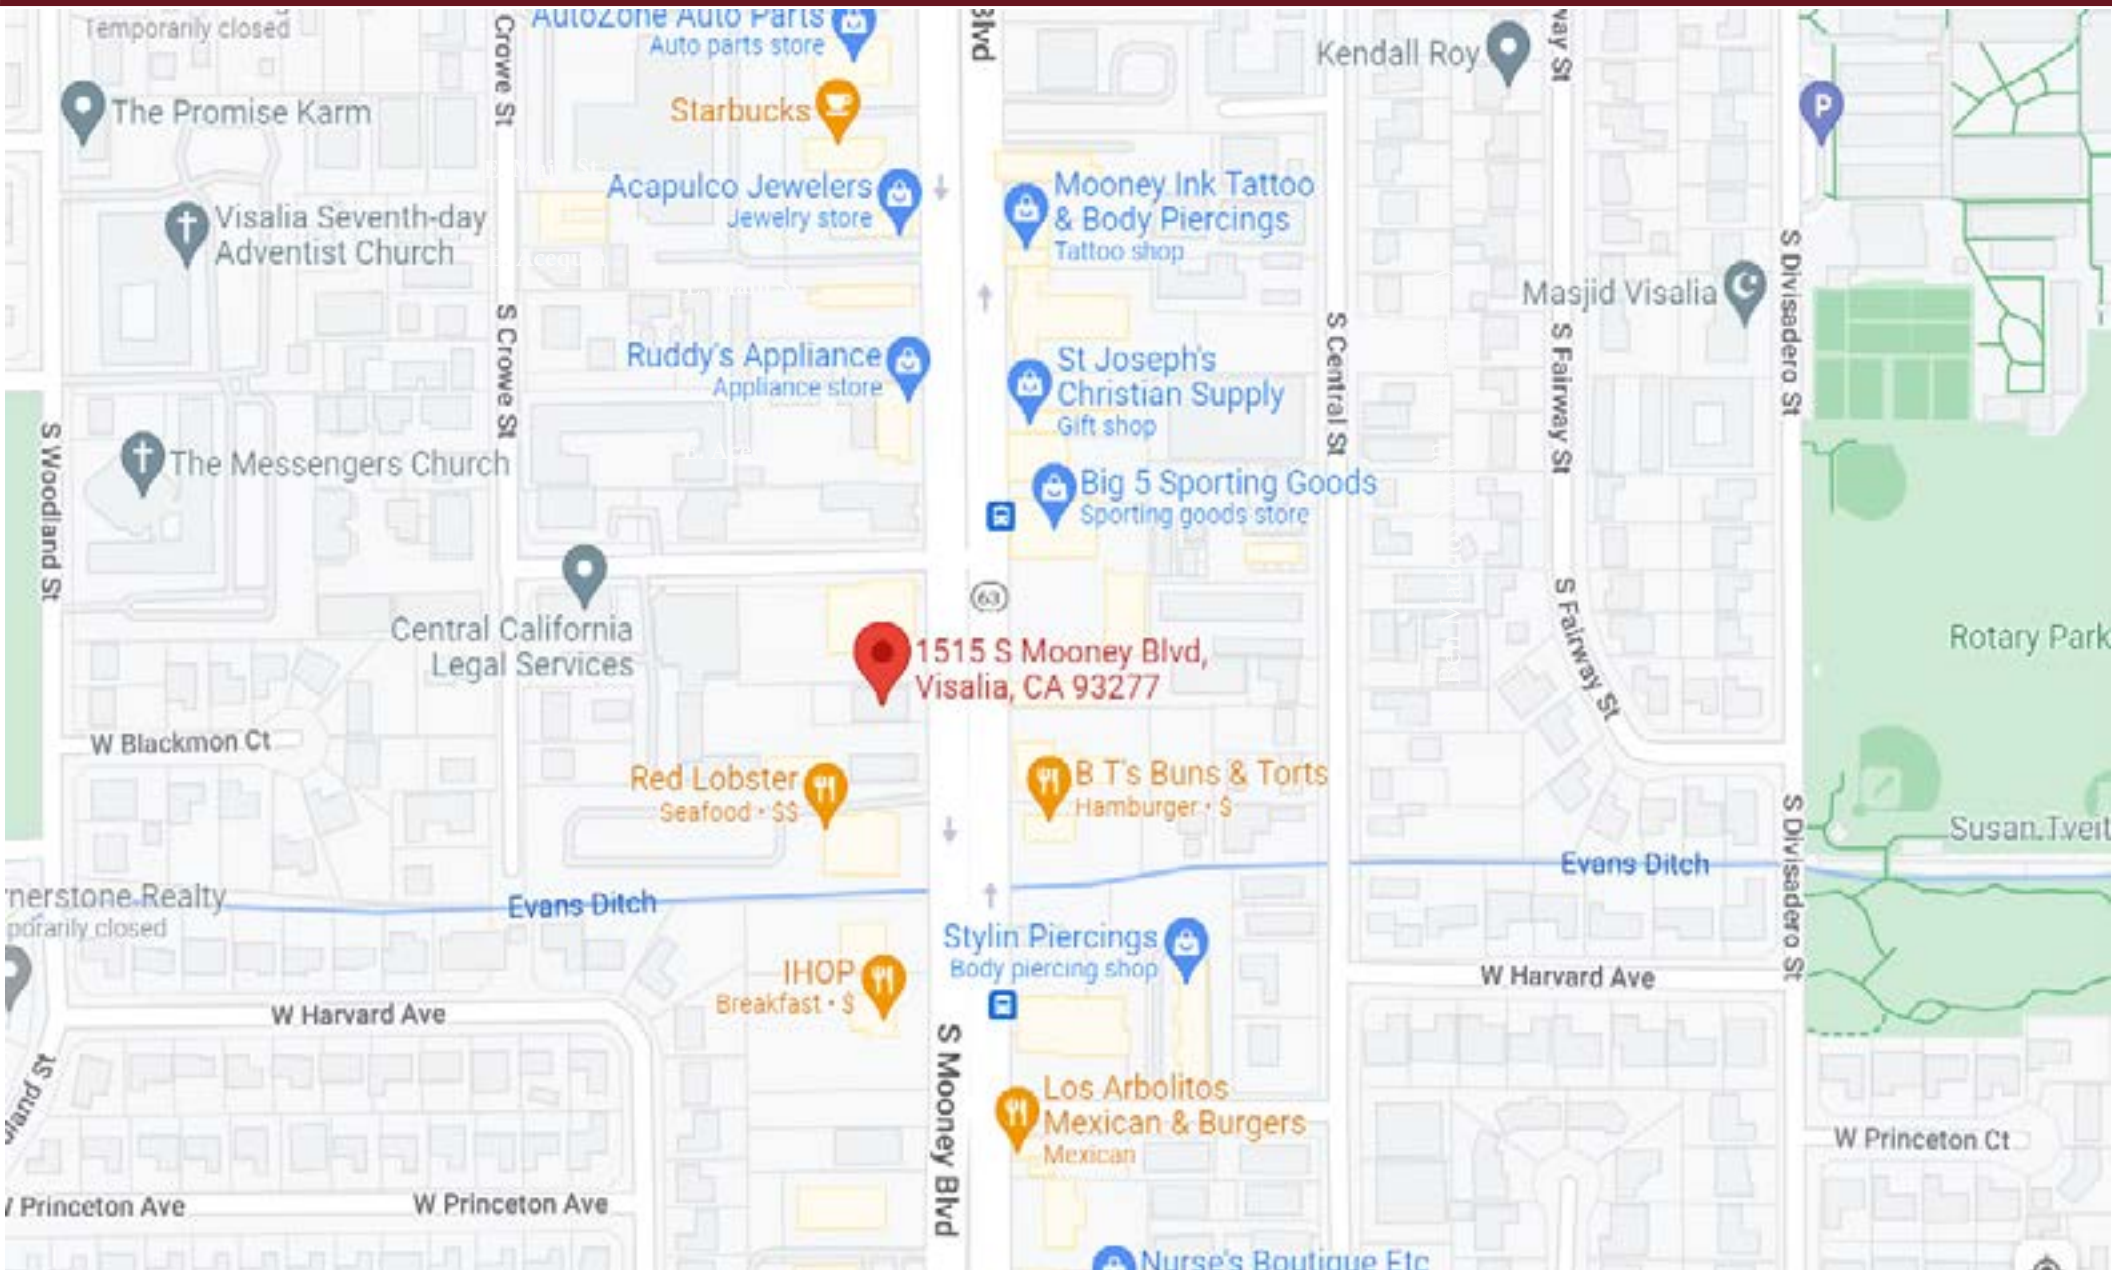 Temporarily closed
AutoZone Auto Parts
Auto parts store
Crowe St
Blvd
Kendall Roy
way St
The Promise Karm
Starbucks
P
Acapulco Jewelers
Jewelry store
Mooney Ink Tattoo
& Body Piercings
Tattoo shop
Visalia Seventh-day
Adventist Church
S Divisadero St
Masjid Visalia
S Crowe St
Ruddy's Appliance
Appliance store
St Joseph's
Christian Supply
Gift shop
S Central St
S Fairway St
S Woodland St
The Messengers Church
Big 5 Sporting Goods
Sporting goods store
63
Central California
Legal Services
1515 S Mooney Blvd,
Visalia, CA 93277
S Fairway St
Rotary Park
W Blackmon Ct
Red Lobster
Seafood • $$
B T's Buns & Torts
Hamburger • $
S Divisadero St
Susan.Tveit
Evans Ditch
nerstone Realty
porarily closed
Evans Ditch
Stylin Piercings
Body piercing shop
IHOP
Breakfast • $
W Harvard Ave
W Harvard Ave
S Mooney Blvd
Los Arbolitos
Mexican & Burgers
Mexican
W Princeton Ct
Princeton Ave
W Princeton Ave
Nurse's Boutique Etc